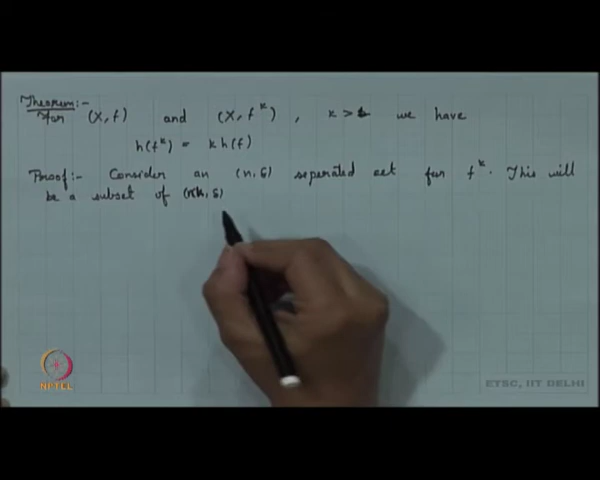 Theorem:-
For (X, f) and (X, f^k), k > 1 we have
h(f^k) = k h(f)
Proof:- Consider an (n, ε) separated set for f^k. This will
be a subset of (nk, ε)
NPTEL
ETSC, IIT DELHI